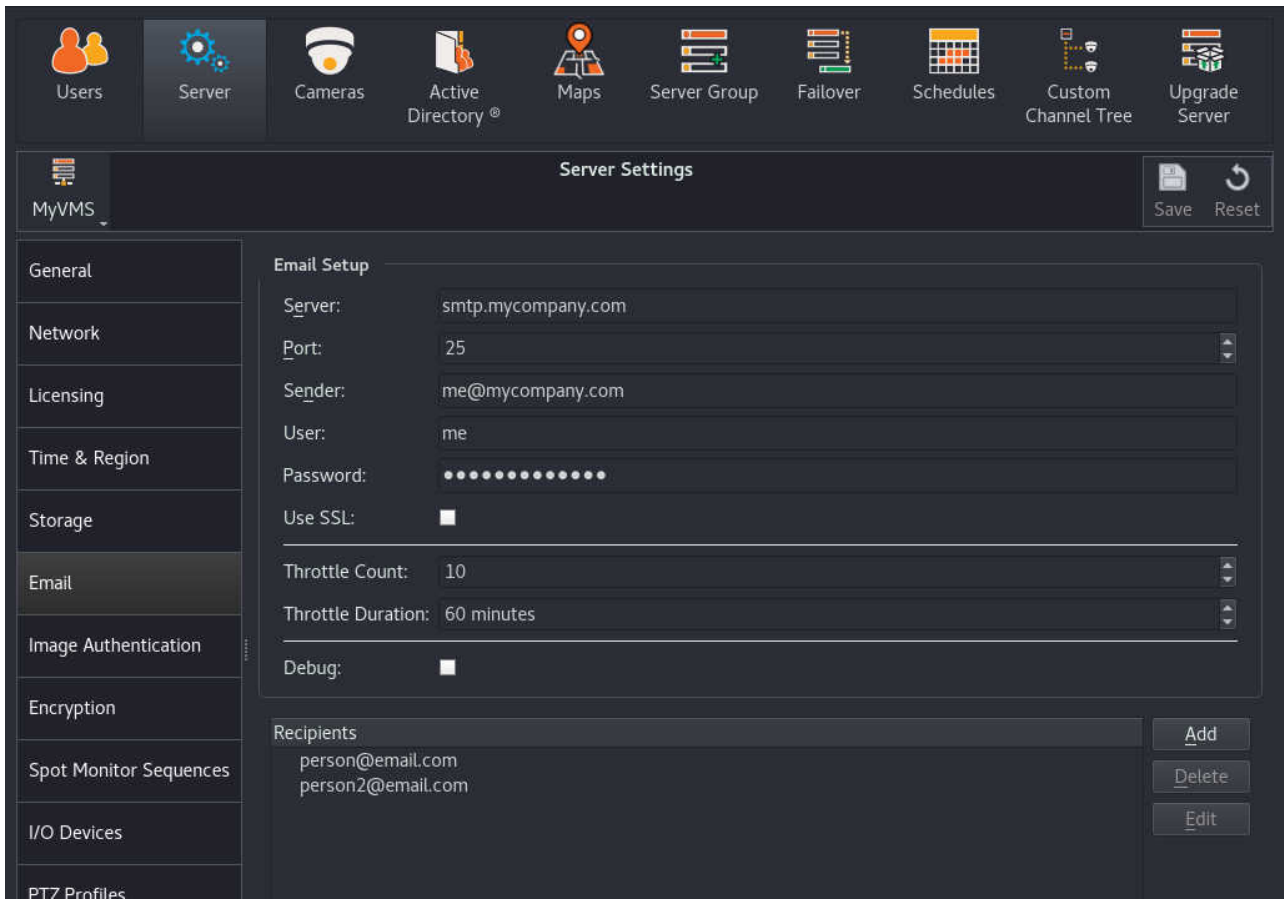 Users
Server
Cameras
Active
Directory ®
Maps
Server Group
Failover
Schedules
Custom
Channel Tree
Upgrade
Server
MyVMS
Server Settings
Save
Reset
General
Network
Licensing
Time & Region
Storage
Email
Image Authentication
Encryption
Spot Monitor Sequences
I/O Devices
PTZ Profiles
Email Setup
Server: smtp.mycompany.com
Port: 25
Sender: me@mycompany.com
User: me
Password: •••••••••••••
Use SSL:
Throttle Count: 10
Throttle Duration: 60 minutes
Debug:
Recipients
person@email.com
person2@email.com
Add
Delete
Edit